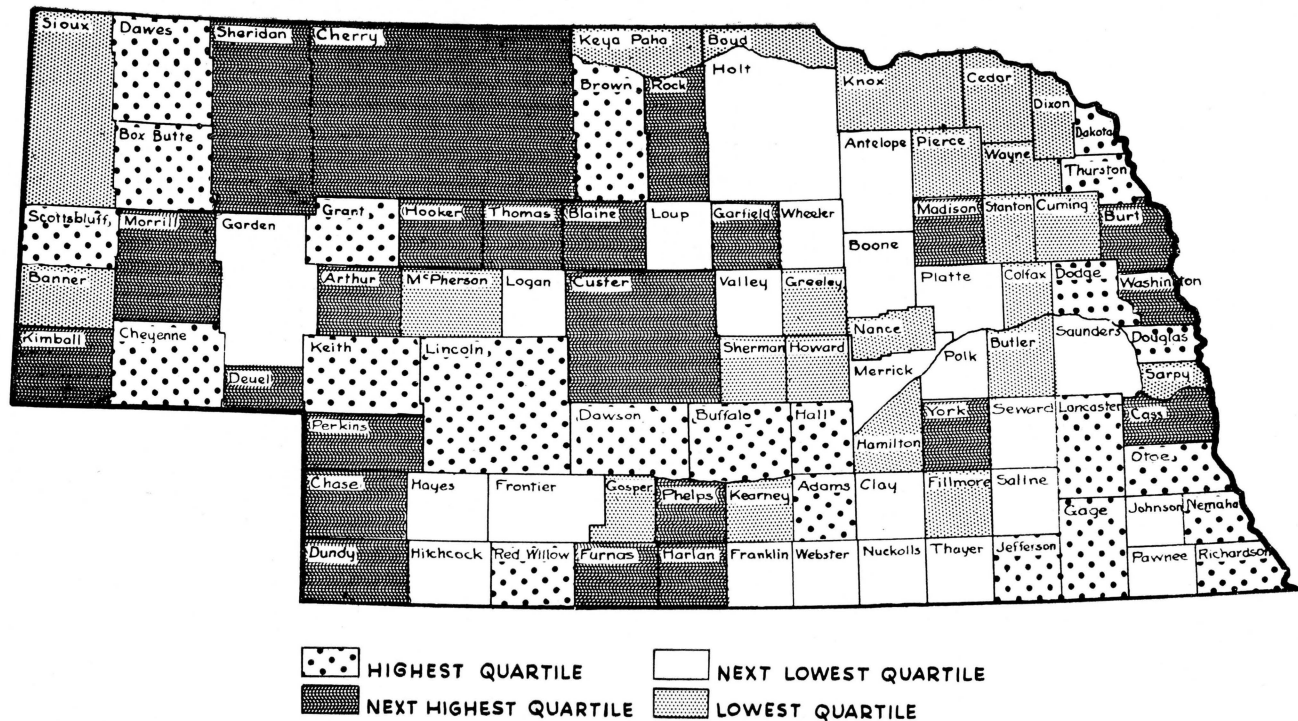 Sioux
Dawes
Sheridan
Cherry
Keya Paha
Boud
Holt
Knox
Cedar
Dixon
Dakota
Brown
Rock
Box Butte
Antelope
Pierce
Wayne
Thurston
Scottsbluff
Morrill
Garden
Grant
Hooker
Thomas
Blaine
Loup
Garfield
Wheeler
Madison
Stanton
Cuming
Burt
Boone
Banner
Arthur
McPherson
Logan
Custer
Valley
Greeley
Platte
Colfax
Dodge
Washington
Kimball
Cheyenne
Deuel
Keith
Lincoln
Sherman
Howard
Nance
Merrick
Polk
Butler
Saunders
Douglas
Sarpy
Perkins
Dawson
Buffalo
Hall
Hamilton
York
Seward
Lancaster
Cass
Otoe
Chase
Hayes
Frontier
Gosper
Phelps
Kearney
Adams
Clay
Fillmore
Saline
Gage
Johnson
Nemaha
Dundy
Hitchcock
Red Willow
Furnas
Harlan
Franklin
Webster
Nuckolls
Thayer
Jefferson
Pawnee
Richardson
HIGHEST QUARTILE
NEXT LOWEST QUARTILE
NEXT HIGHEST QUARTILE
LOWEST QUARTILE